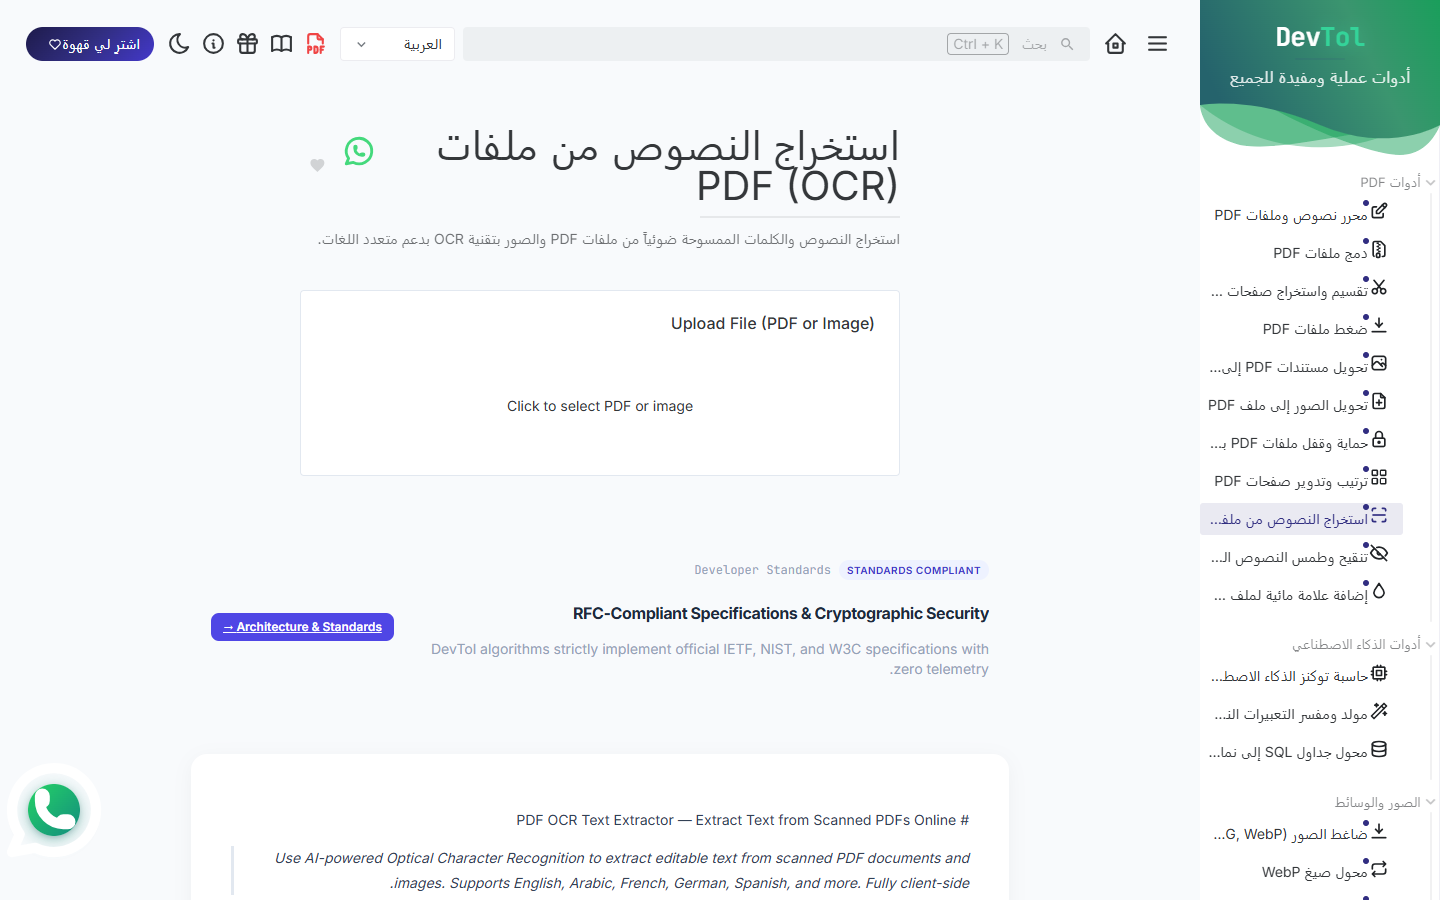 DevTol
أدوات عملية ومفيدة للجميع
أدوات PDF
محرر نصوص وملفات PDF
دمج ملفات PDF
تقسيم واستخراج صفحات ...
ضغط ملفات PDF
تحويل مستندات PDF إلى...
تحويل الصور إلى ملف PDF
حماية وقفل ملفات PDF بـ...
ترتيب وتدوير صفحات PDF
استخراج النصوص من ملف...
تنقيح وطمس النصوص الـ...
إضافة علامة مائية لملف ...
أدوات الذكاء الاصطناعي
حاسبة توكنز الذكاء الاصطـ...
مولد ومفسر التعبيرات النـ...
محول جداول SQL إلى نما...
الصور والوسائط
ضاغط الصور (G, WebP...
محول صيغ WebP
بحث Ctrl + K
العربية
PDF
اشترِ لي قهوة
استخراج النصوص من ملفات
PDF (OCR)
استخراج النصوص والكلمات الممسوحة ضوئياً من ملفات PDF والصور بتقنية OCR بدعم متعدد اللغات.
Upload File (PDF or Image)
Click to select PDF or image
STANDARDS COMPLIANT Developer Standards
RFC-Compliant Specifications & Cryptographic Security
DevTol algorithms strictly implement official IETF, NIST, and W3C specifications with
.zero telemetry
→ Architecture & Standards
PDF OCR Text Extractor — Extract Text from Scanned PDFs Online #
Use AI-powered Optical Character Recognition to extract editable text from scanned PDF documents and
.images. Supports English, Arabic, French, German, Spanish, and more. Fully client-side